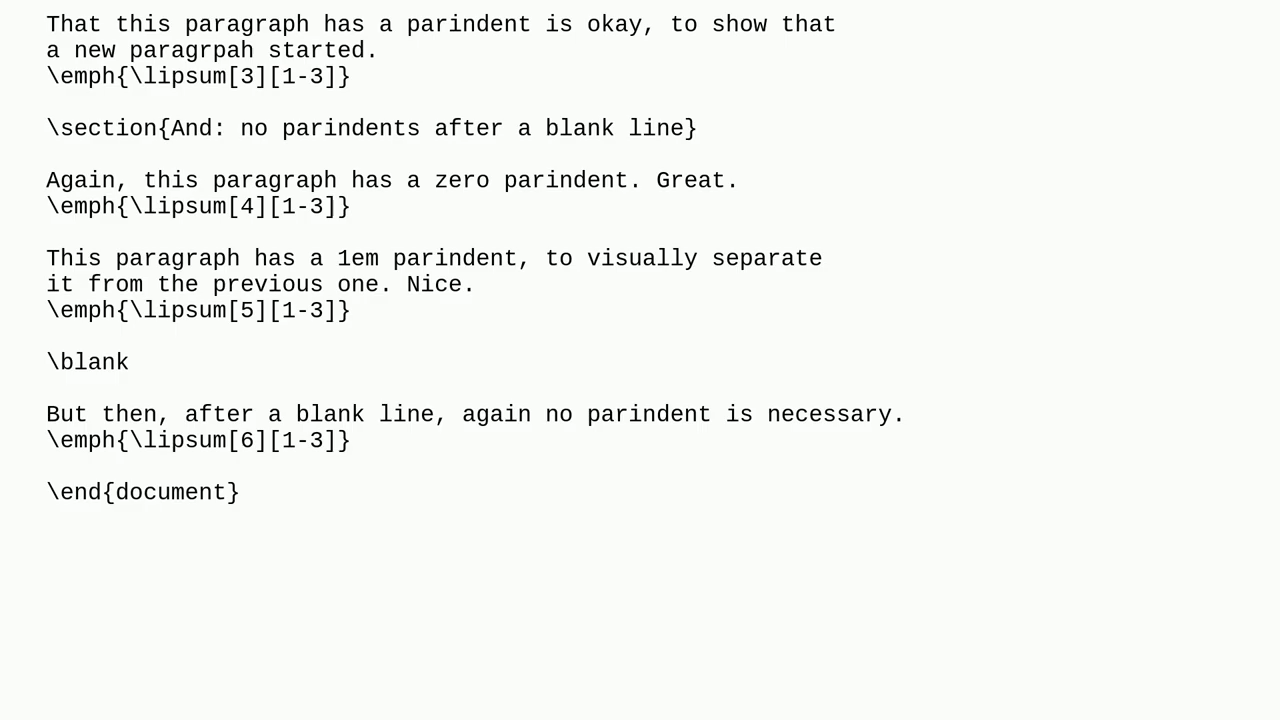 That this paragraph has a parindent is okay, to show that
a new paragrpah started.
\emph{\lipsum[3][1-3]}
\section{And: no parindents after a blank line}
Again, this paragraph has a zero parindent. Great.
\emph{\lipsum[4][1-3]}
This paragraph has a 1em parindent, to visually separate
it from the previous one. Nice.
\emph{\lipsum[5][1-3]}
\blank
But then, after a blank line, again no parindent is necessary.
\emph{\lipsum[6][1-3]}
\end{document}